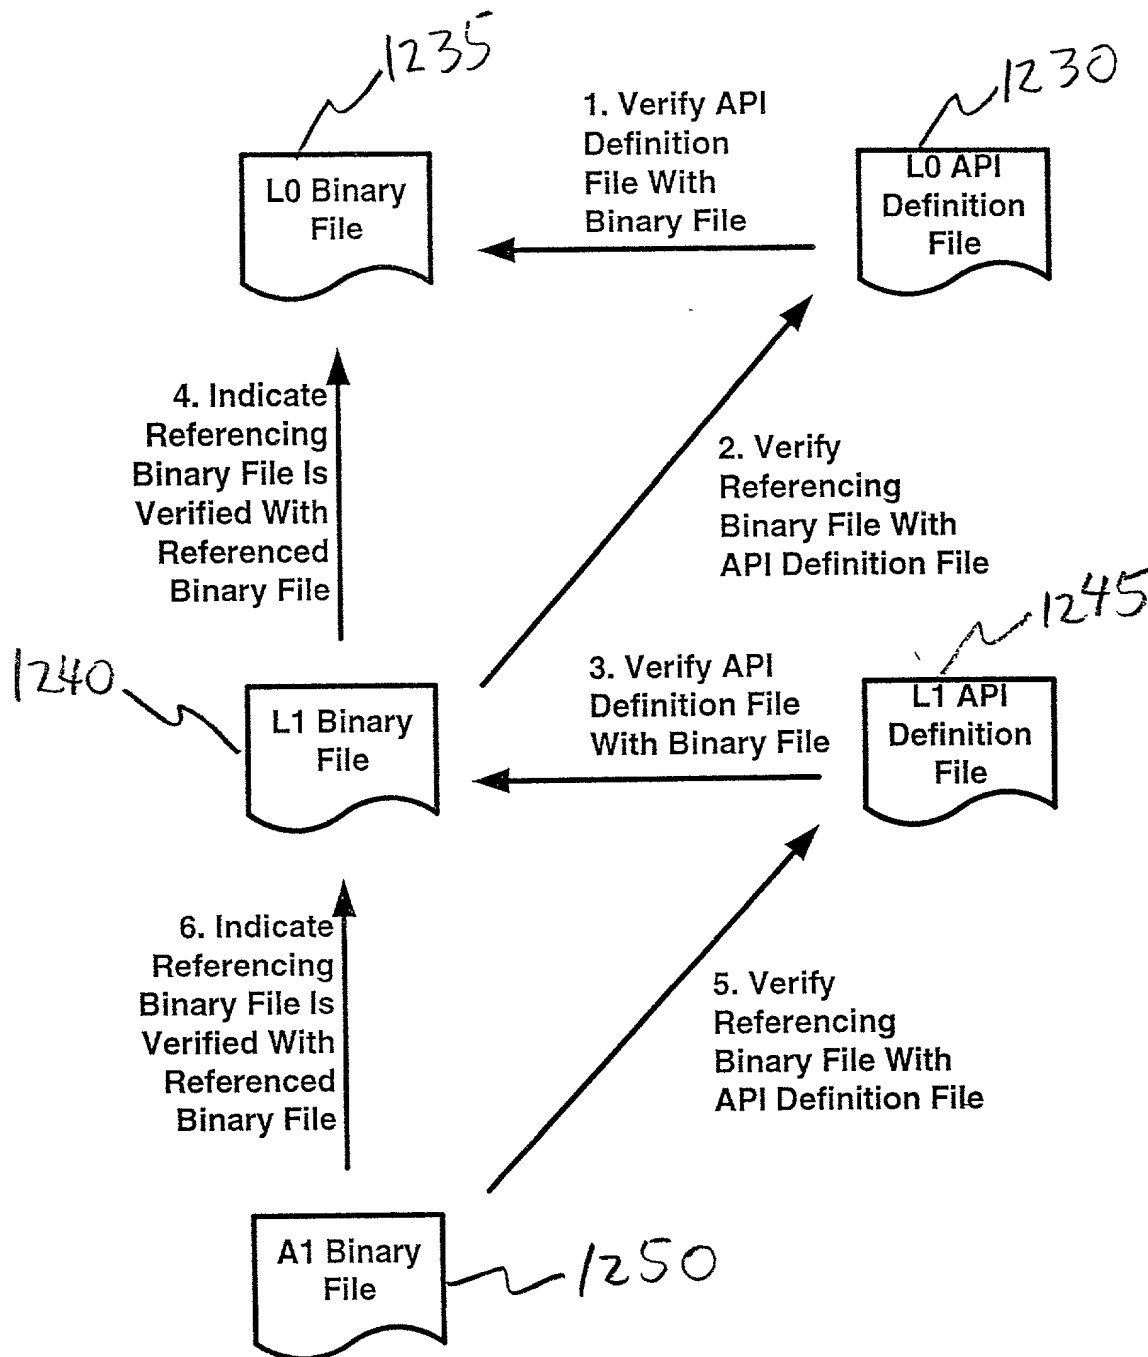 1235
1230
1. Verify API
Definition
File With
Binary File
L0 Binary
File
L0 API
Definition
File
4. Indicate
Referencing
Binary File Is
Verified With
Referenced
Binary File
2. Verify
Referencing
Binary File With
API Definition File
1245
1240
3. Verify API
Definition File
With Binary File
L1 Binary
File
L1 API
Definition
File
6. Indicate
Referencing
Binary File Is
Verified With
Referenced
Binary File
5. Verify
Referencing
Binary File With
API Definition File
A1 Binary
File
1250